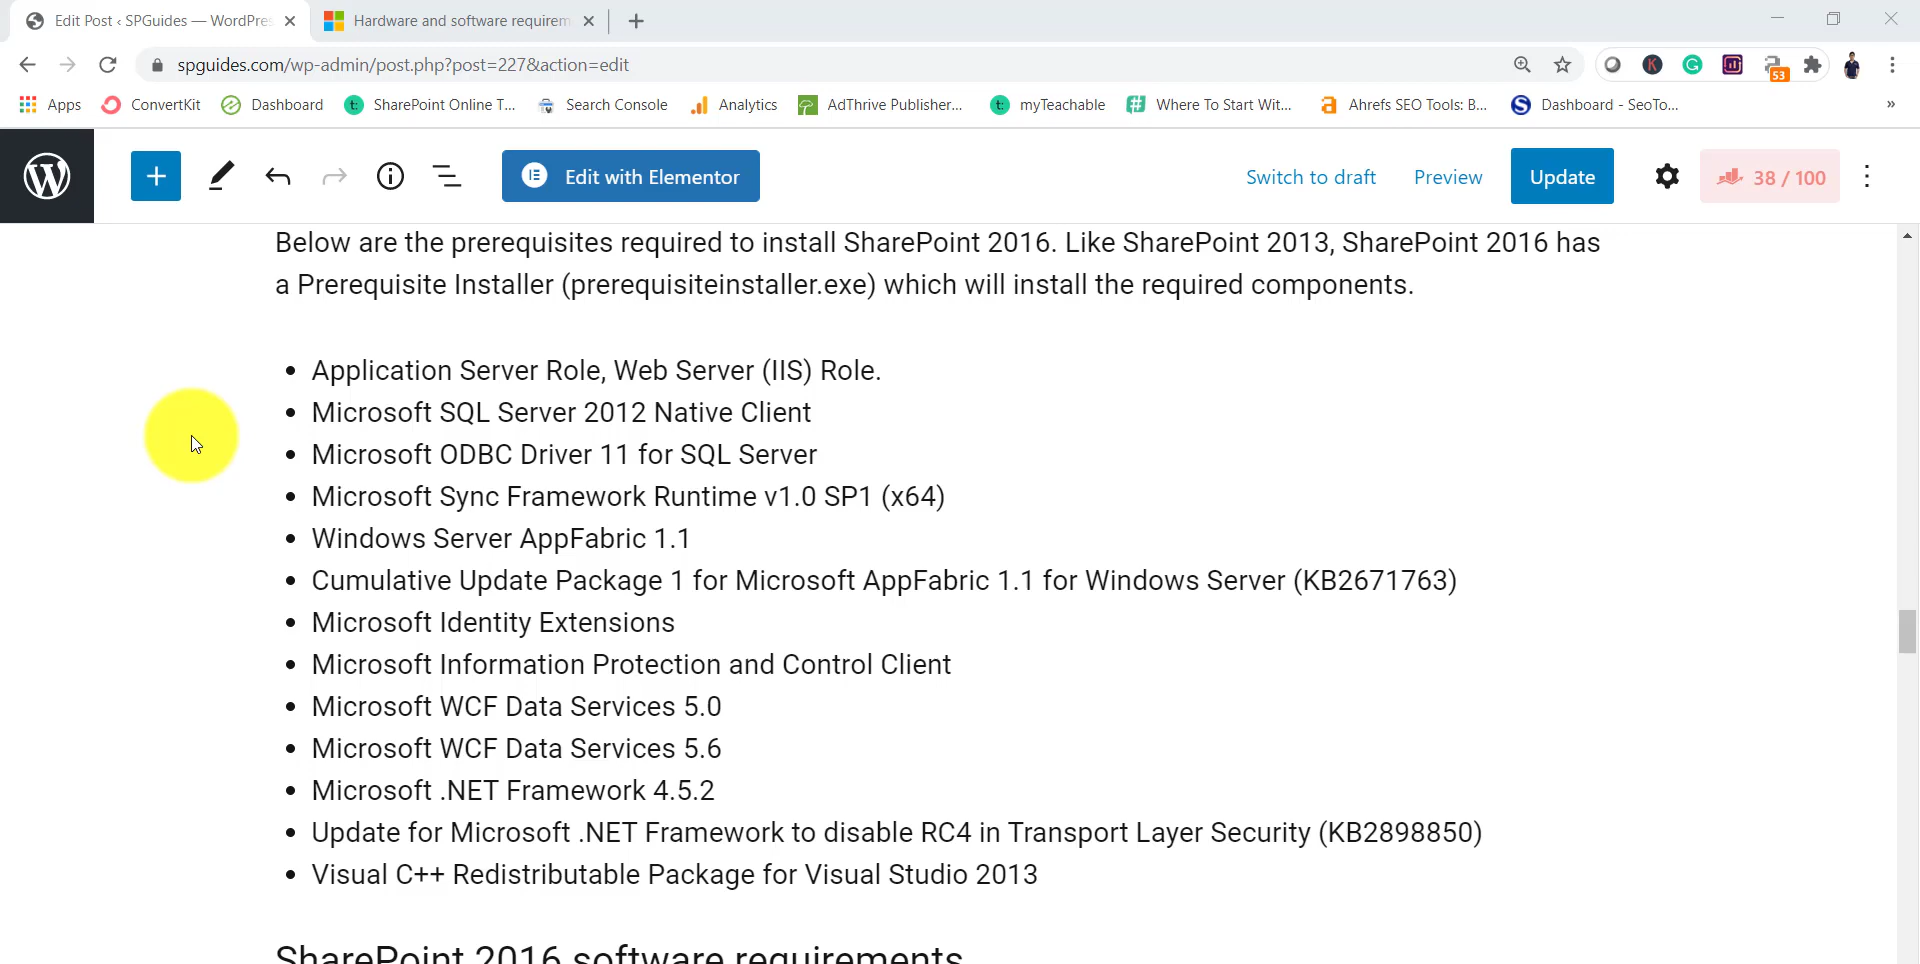 Edit Post ‹ SPGuides — WordPres
Hardware and software requirem
spguides.com/wp-admin/post.php?post=227&action=edit
53
Apps
ConvertKit
Dashboard
SharePoint Online T...
Search Console
Analytics
AdThrive Publisher...
myTeachable
Where To Start Wit...
Ahrefs SEO Tools: B...
Dashboard - SeoTo...
»
Edit with Elementor
Switch to draft
Preview
Update
38 / 100
Below are the prerequisites required to install SharePoint 2016. Like SharePoint 2013, SharePoint 2016 has
a Prerequisite Installer (prerequisiteinstaller.exe) which will install the required components.
• Application Server Role, Web Server (IIS) Role.
• Microsoft SQL Server 2012 Native Client
• Microsoft ODBC Driver 11 for SQL Server
• Microsoft Sync Framework Runtime v1.0 SP1 (x64)
• Windows Server AppFabric 1.1
• Cumulative Update Package 1 for Microsoft AppFabric 1.1 for Windows Server (KB2671763)
• Microsoft Identity Extensions
• Microsoft Information Protection and Control Client
• Microsoft WCF Data Services 5.0
• Microsoft WCF Data Services 5.6
• Microsoft .NET Framework 4.5.2
• Update for Microsoft .NET Framework to disable RC4 in Transport Layer Security (KB2898850)
• Visual C++ Redistributable Package for Visual Studio 2013
SharePoint 2016 software requirements